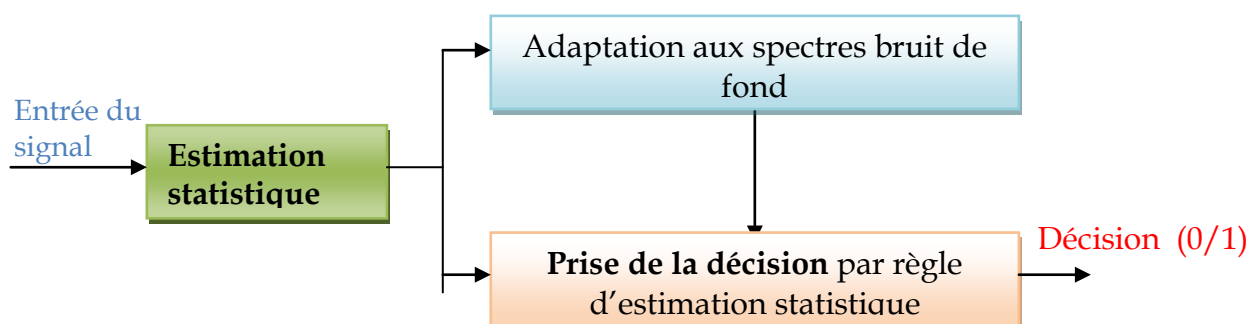 Adaptation aux spectres bruit de
fond
Entrée du
signal
Estimation
statistique
Prise de la décision par règle
d’estimation statistique
Décision (0/1)